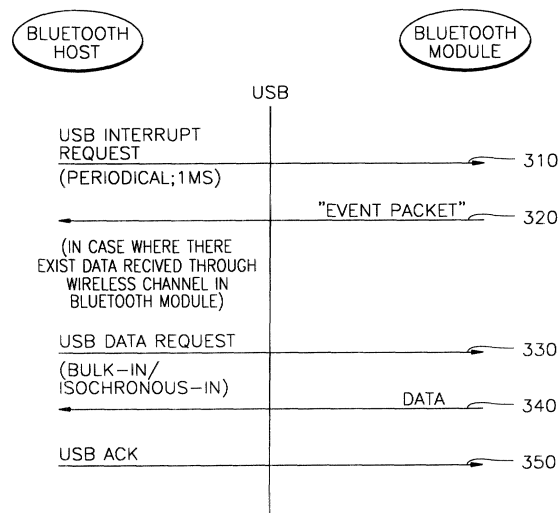 BLUETOOTH
HOST
BLUETOOTH
MODULE
USB
USB INTERRUPT
REQUEST
310
(PERIODICAL;1MS)
"EVENT PACKET"
320
(IN CASE WHERE THERE
EXIST DATA RECIVED THROUGH
WIRELESS CHANNEL IN
BLUETOOTH MODULE)
USB DATA REQUEST
330
(BULK-IN/
ISOCHRONOUS-IN)
DATA
340
USB ACK
350